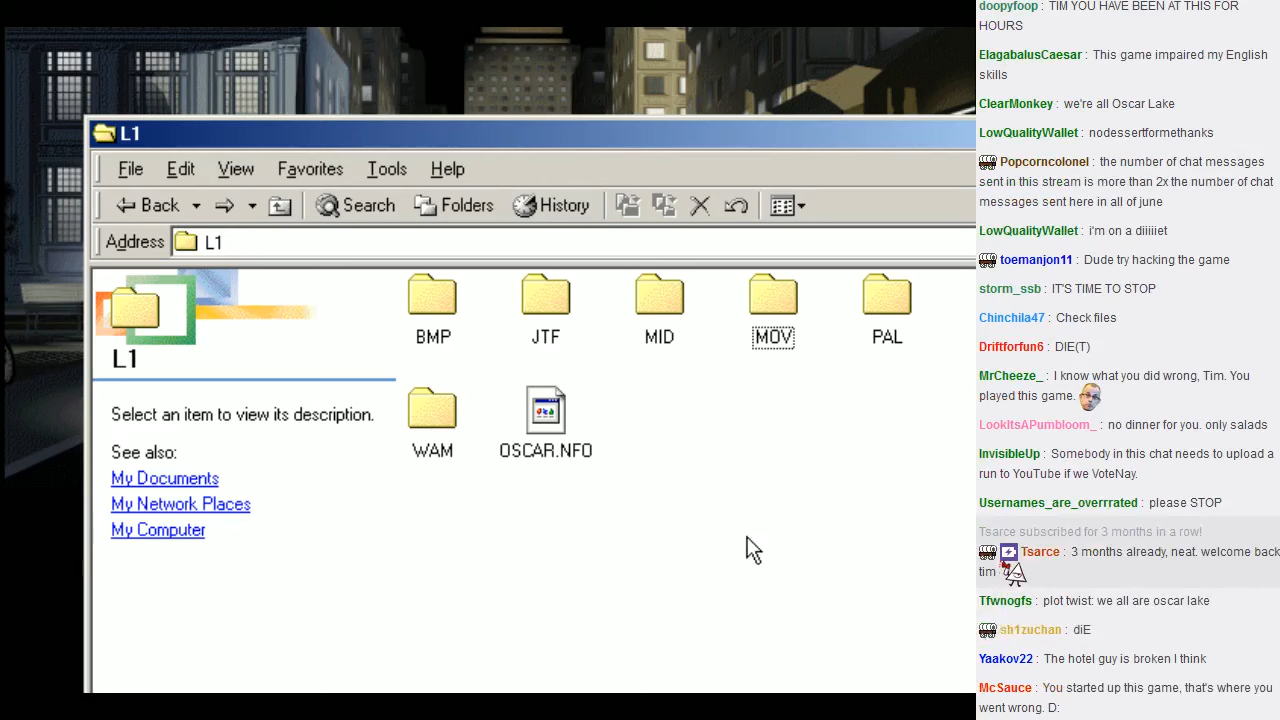 L1
File Edit View Favorites Tools Help
Back Search Folders History
Address L1
BMP JTF MID MOV PAL
WAM OSCAR.NFO
L1
Select an item to view its description.
See also:
My Documents
My Network Places
My Computer
doopyfoop : TIM YOU HAVE BEEN AT THIS FOR
HOURS
ElagabalusCaesar : This game impaired my English
skills
ClearMonkey : we're all Oscar Lake
LowQualityWallet : nodessertformethanks
Popcorncolonel : the number of chat messages
sent in this stream is more than 2x the number of chat
messages sent here in all of june
LowQualityWallet : i'm on a diiiiiet
toemanjon11 : Dude try hacking the game
storm_ssb : IT'S TIME TO STOP
Chinchila47 : Check files
Driftforfun6 : DIE(T)
MrCheeze_ : I know what you did wrong, Tim. You
played this game.
LookItsAPumbloom_ : no dinner for you. only salads
InvisibleUp : Somebody in this chat needs to upload a
run to YouTube if we VoteNay.
Usernames_are_overrrated : please STOP
Tsarce subscribed for 3 months in a row!
Tsarce : 3 months already, neat, welcome back
tim
Tfwnogfs : plot twist: we all are oscar lake
sh1zuchan : diE
Yaakov22 : The hotel guy is broken I think
McSauce : You started up this game, that's where you
went wrong. D: